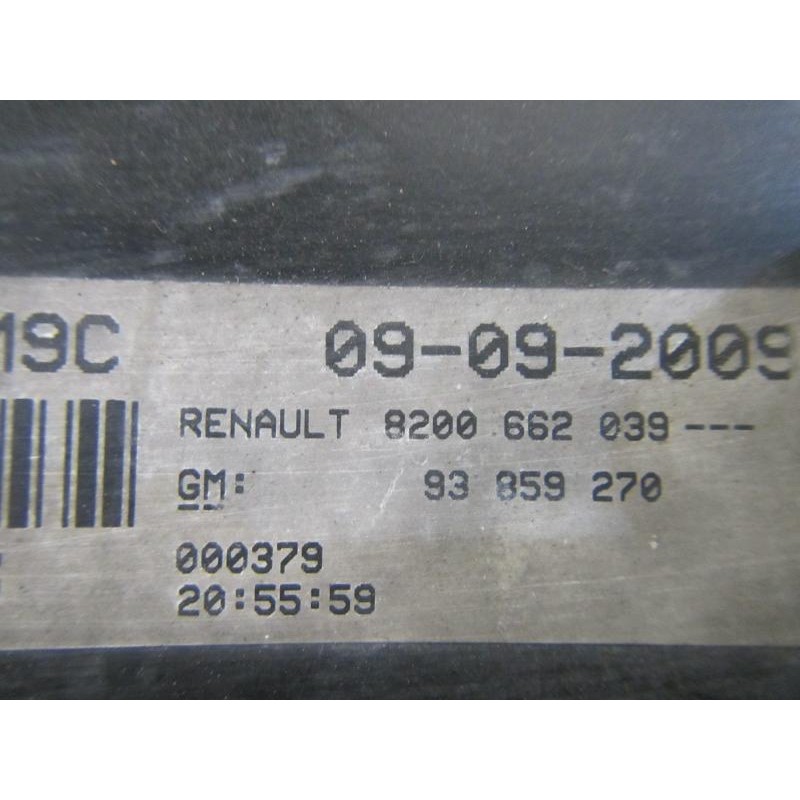 19C 09-09-2009
RENAULT 8200 662 039 ---
GM: 93 859 270
000379
20:55:59